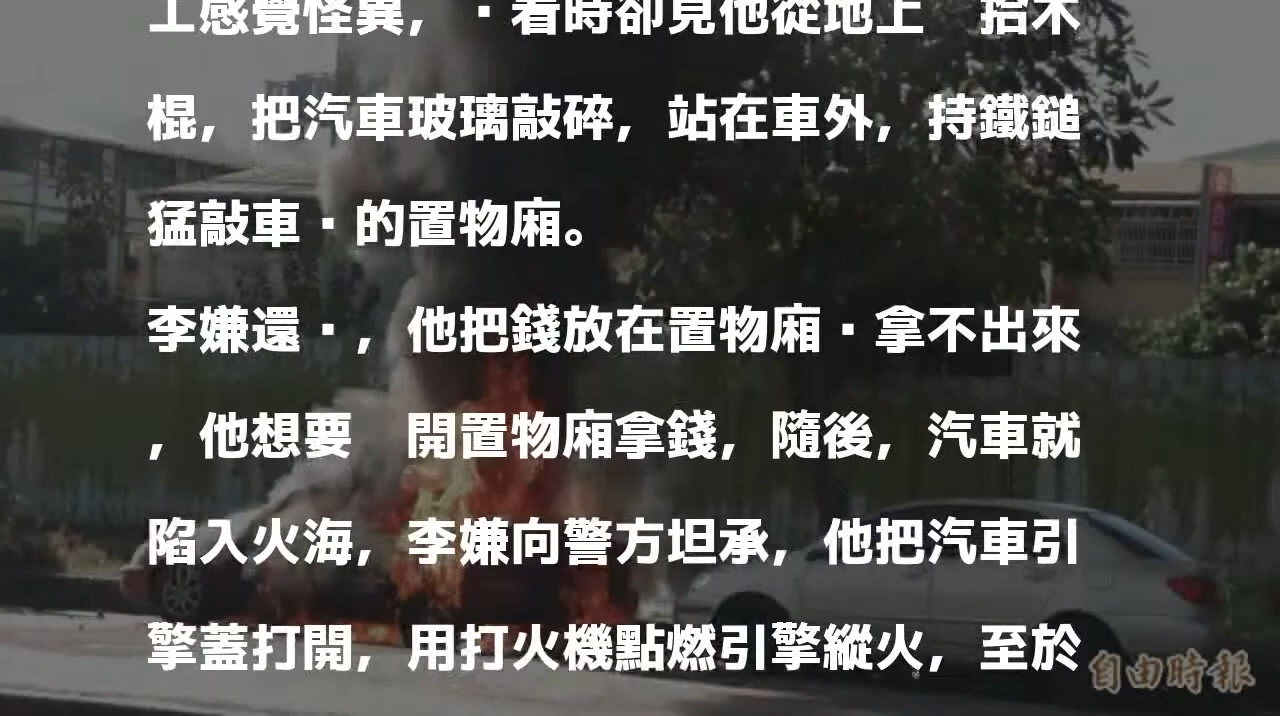 工感覺怪異，▪看時卻見他從地上　拾木
棍，把汽車玻璃敲碎，站在車外，持鐵鎚
猛敲車▪的置物廂。
李嫌還▪，他把錢放在置物廂▪拿不出來
，他想要　開置物廂拿錢，隨後，汽車就
陷入火海，李嫌向警方坦承，他把汽車引
擎蓋打開，用打火機點燃引擎縱火，至於
自由時報